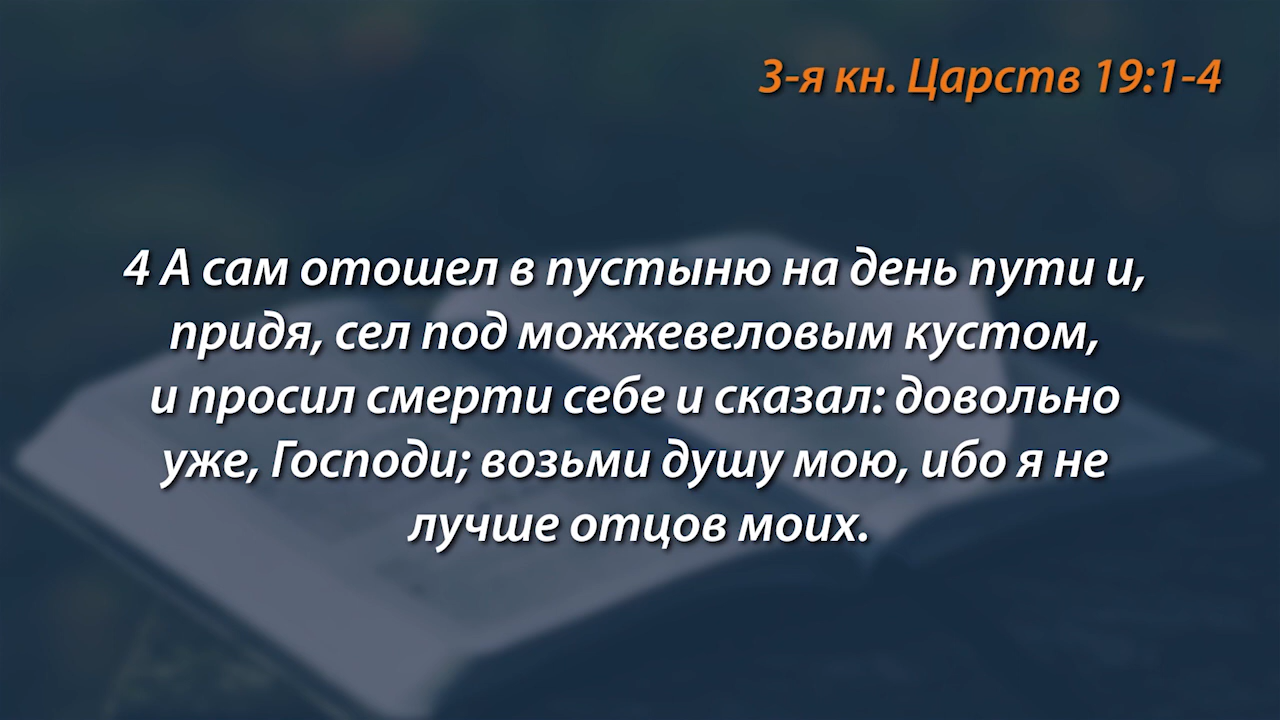 3-я кн. Царств 19:1-4
4 А сам отошел в пустыню на день пути и,
придя, сел под можжевеловым кустом,
и просил смерти себе и сказал: довольно
уже, Господи; возьми душу мою, ибо я не
лучше отцов моих.